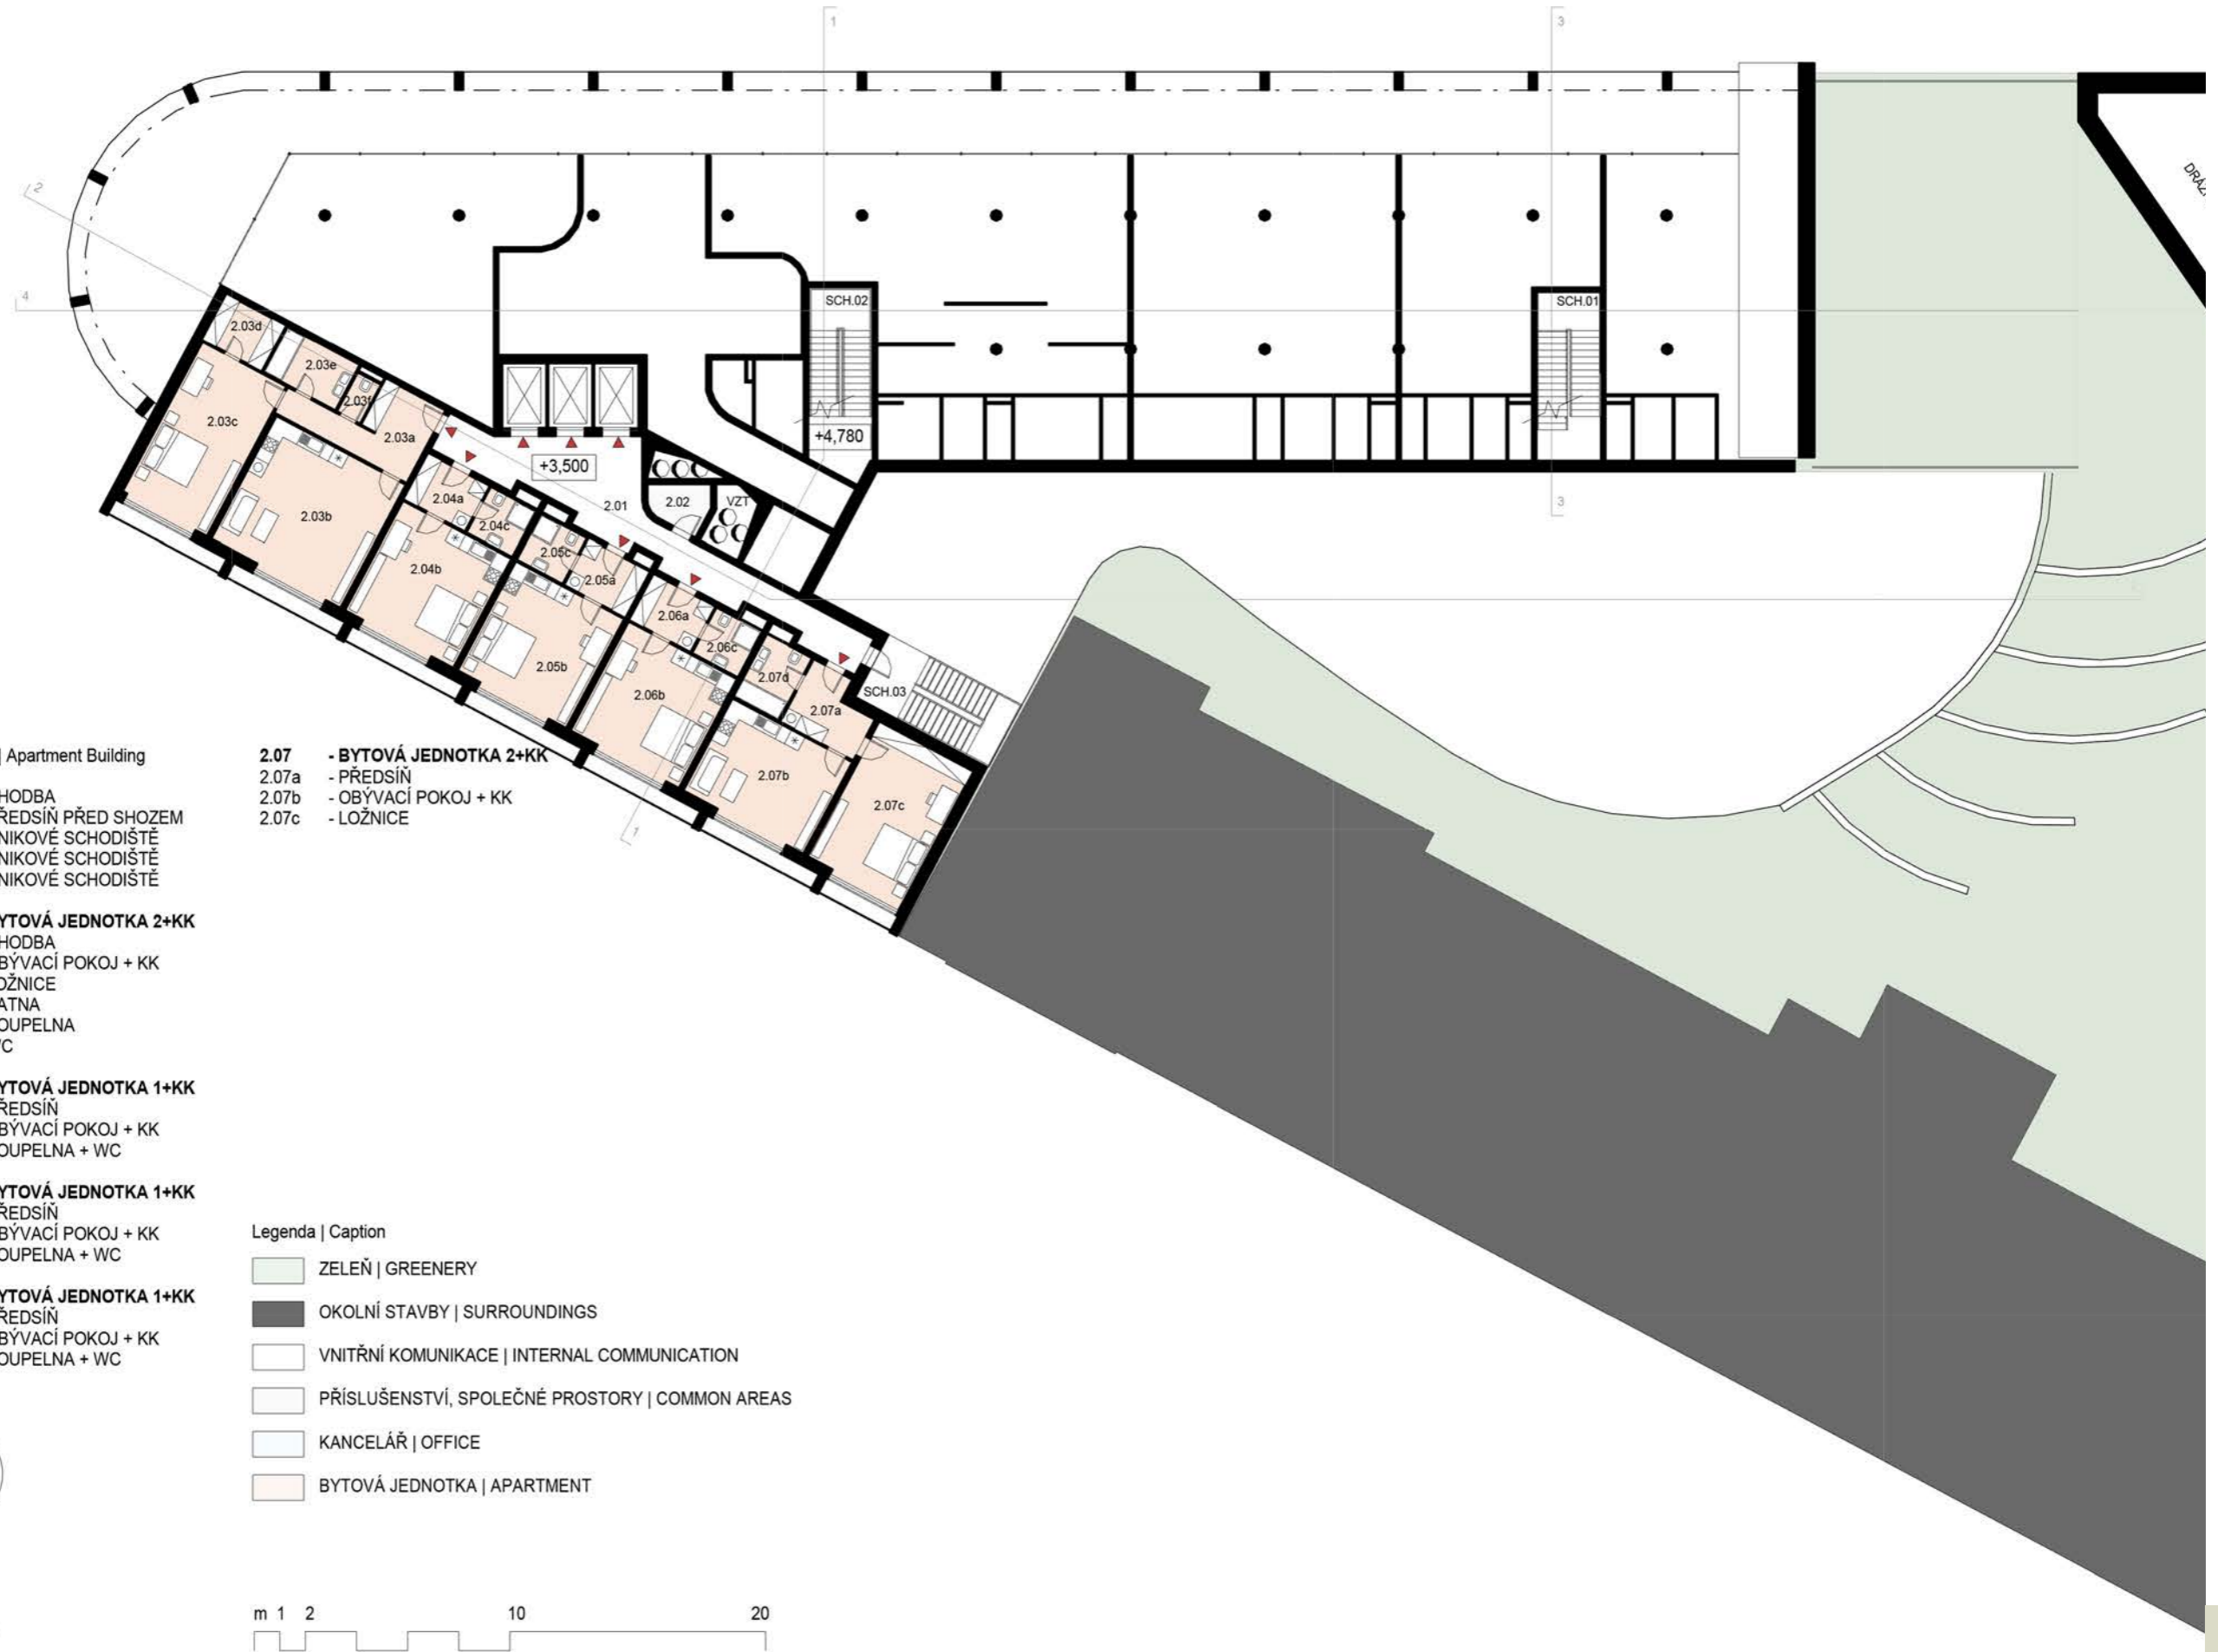 1
3
2
4
SCH.02
SCH.01
2.03d
2.03e
2.03f
2.03c
2.03a
+4,780
+3,500
2.03b
2.04a
2.04c
2.01
2.02
VZT
3
2.04b
2.05c
2.05a
2.05b
2.06a
2.06c
2.06b
2.07d
2.07a
SCH.03
2.07b
2.07c
1
| Apartment Building
HODBA
ŘEDSÍŇ PŘED SHOZEM
NIKOVÉ SCHODIŠTĚ
NIKOVÉ SCHODIŠTĚ
NIKOVÉ SCHODIŠTĚ
YTOVÁ JEDNOTKA 2+KK
HODBA
BÝVACÍ POKOJ + KK
OŽNICE
ATNA
OUPELNA
C
YTOVÁ JEDNOTKA 1+KK
ŘEDSÍŇ
BÝVACÍ POKOJ + KK
OUPELNA + WC
YTOVÁ JEDNOTKA 1+KK
ŘEDSÍŇ
BÝVACÍ POKOJ + KK
OUPELNA + WC
YTOVÁ JEDNOTKA 1+KK
ŘEDSÍŇ
BÝVACÍ POKOJ + KK
OUPELNA + WC
2.07 - BYTOVÁ JEDNOTKA 2+KK
2.07a - PŘEDSÍŇ
2.07b - OBÝVACÍ POKOJ + KK
2.07c - LOŽNICE
Legenda | Caption
ZELEŇ | GREENERY
OKOLNÍ STAVBY | SURROUNDINGS
VNITŘNÍ KOMUNIKACE | INTERNAL COMMUNICATION
PŘÍSLUŠENSTVÍ, SPOLEČNÉ PROSTORY | COMMON AREAS
KANCELÁŘ | OFFICE
BYTOVÁ JEDNOTKA | APARTMENT
m 1 2 10 20